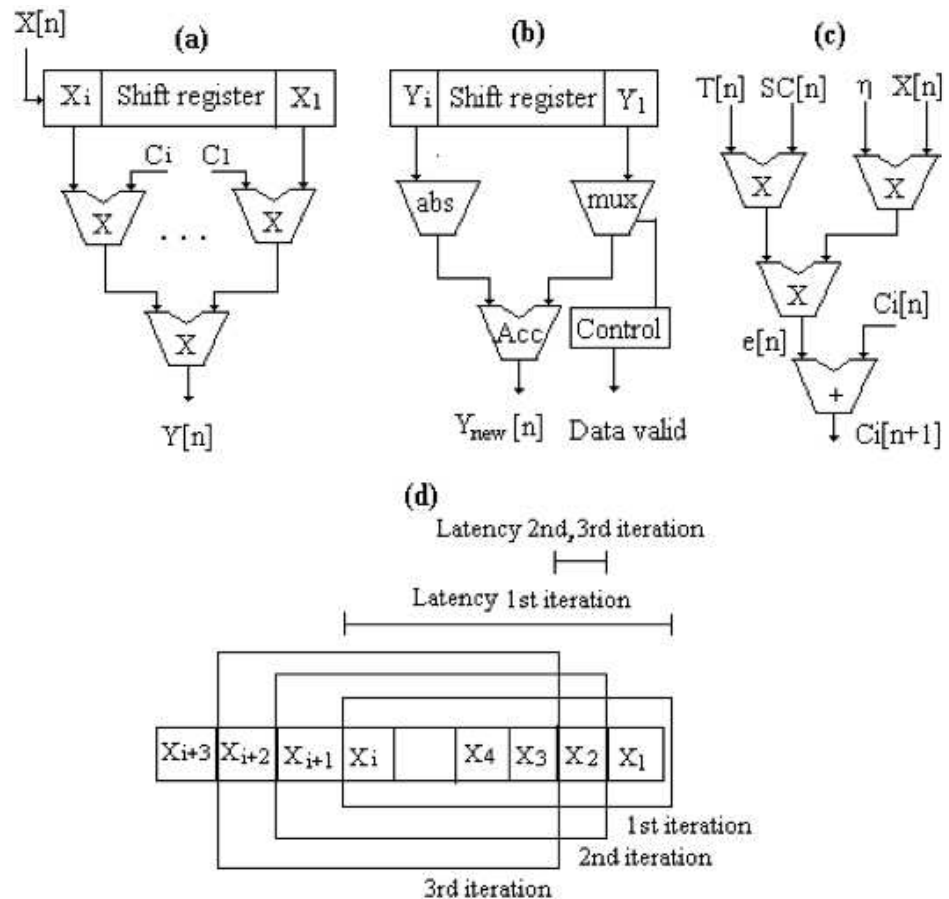 X[n]
(a)
(b)
(c)
Xi Shift register X1
Yi Shift register Y1
T[n] SC[n] η X[n]
Ci C1
X . . . X
abs mux
X X
X
Acc Control
X
e[n] Ci[n]
+
Y[n]
Ynew [n] Data valid
Ci[n+1]
(d)
Latency 2nd,3rd iteration
Latency 1st iteration
Xi+3 Xi+2 Xi+1 Xi X4 X3 X2 X1
1st iteration
2nd iteration
3rd iteration